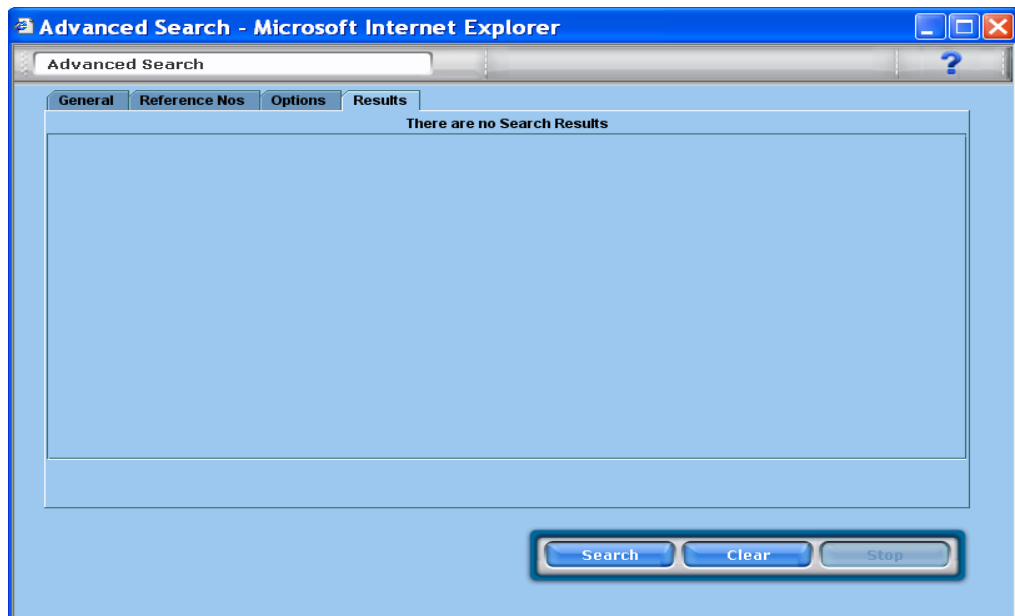 Advanced Search - Microsoft Internet Explorer
Advanced Search
?
General Reference Nos Options Results
There are no Search Results
Search Clear Stop